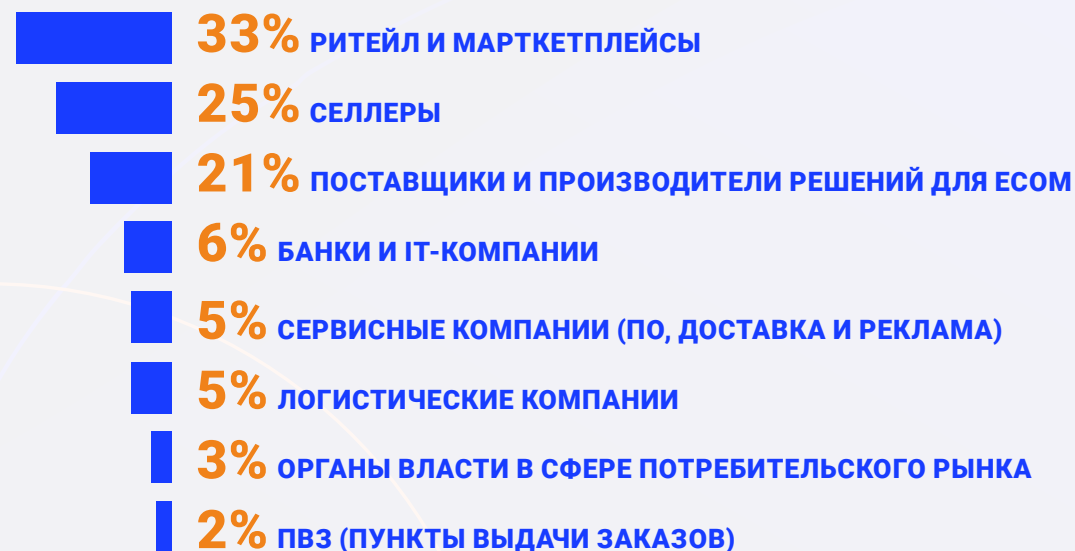 33% РИТЕЙЛ И МАРТКЕТПЛЕЙСЫ
25% СЕЛЛЕРЫ
21% ПОСТАВЩИКИ И ПРОИЗВОДИТЕЛИ РЕШЕНИЙ ДЛЯ ECOM
6% БАНКИ И IT-КОМПАНИИ
5% СЕРВИСНЫЕ КОМПАНИИ (ПО, ДОСТАВКА И РЕКЛАМА)
5% ЛОГИСТИЧЕСКИЕ КОМПАНИИ
3% ОРГАНЫ ВЛАСТИ В СФЕРЕ ПОТРЕБИТЕЛЬСКОГО РЫНКА
2% ПВЗ (ПУНКТЫ ВЫДАЧИ ЗАКАЗОВ)